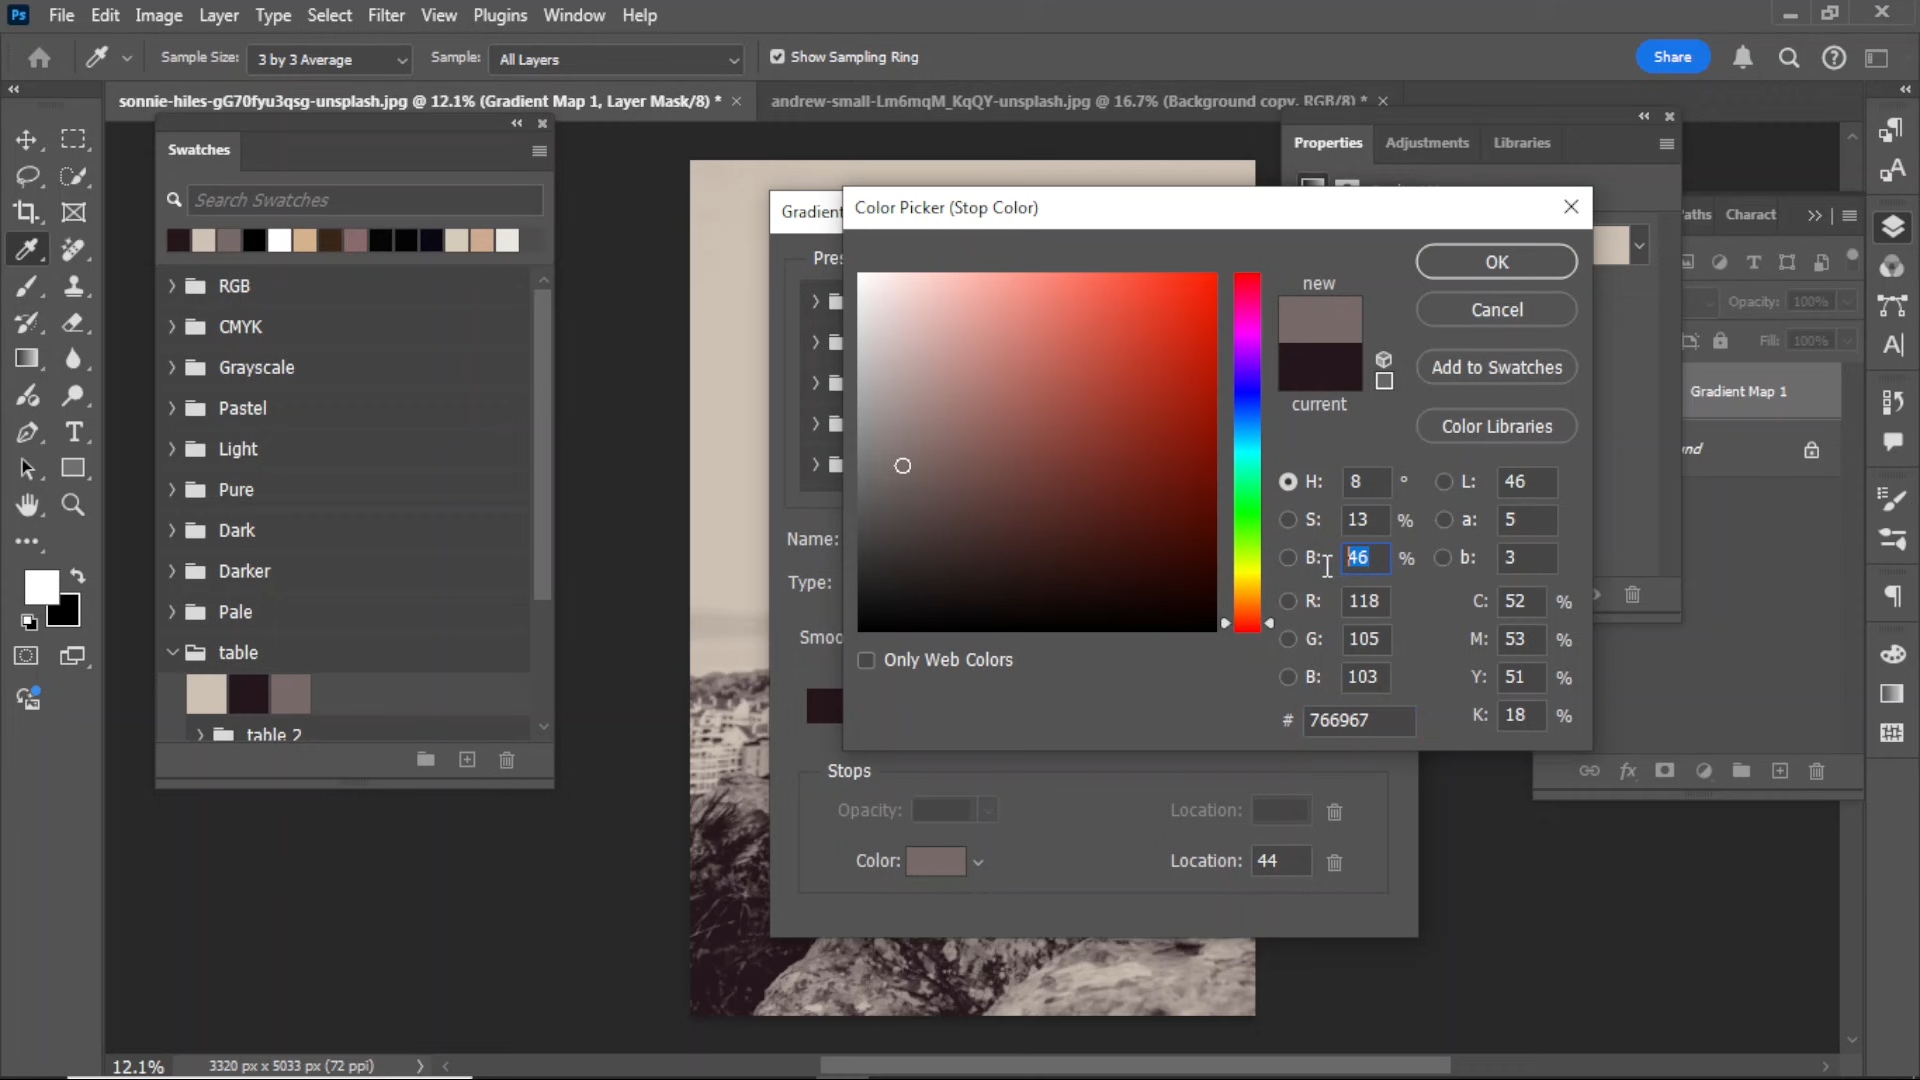 Ps File Edit Image Layer Type Select Filter View Plugins Window Help
Sample Size: 3 by 3 Average Sample: All Layers Show Sampling Ring Share
sonnie-hiles-gG70fyu3qsg-unsplash.jpg @ 12.1% (Gradient Map 1, Layer Mask/8) * andrew-small-Lm6mqM_KqQY-unsplash.jpg @ 16.7% (Background copy, RGB/8) *
Swatches
Search Swatches
RGB
CMYK
Grayscale
Pastel
Light
Pure
Dark
Darker
Pale
table
table 2
Properties Adjustments Libraries
Gradient
Pres
Name:
Type:
Smoo
Color Picker (Stop Color)
new
current
OK
Cancel
Add to Swatches
Color Libraries
H: 8 ° L: 46
S: 13 % a: 5
B: 46 % b: 3
R: 118 C: 52 %
G: 105 M: 53 %
B: 103 Y: 51 %
# 766967 K: 18 %
Only Web Colors
Stops
Opacity: Location:
Color: Location: 44
aths Charact
Opacity: 100%
Fill: 100%
Gradient Map 1
nd
12.1% 3320 px x 5033 px (72 ppi)